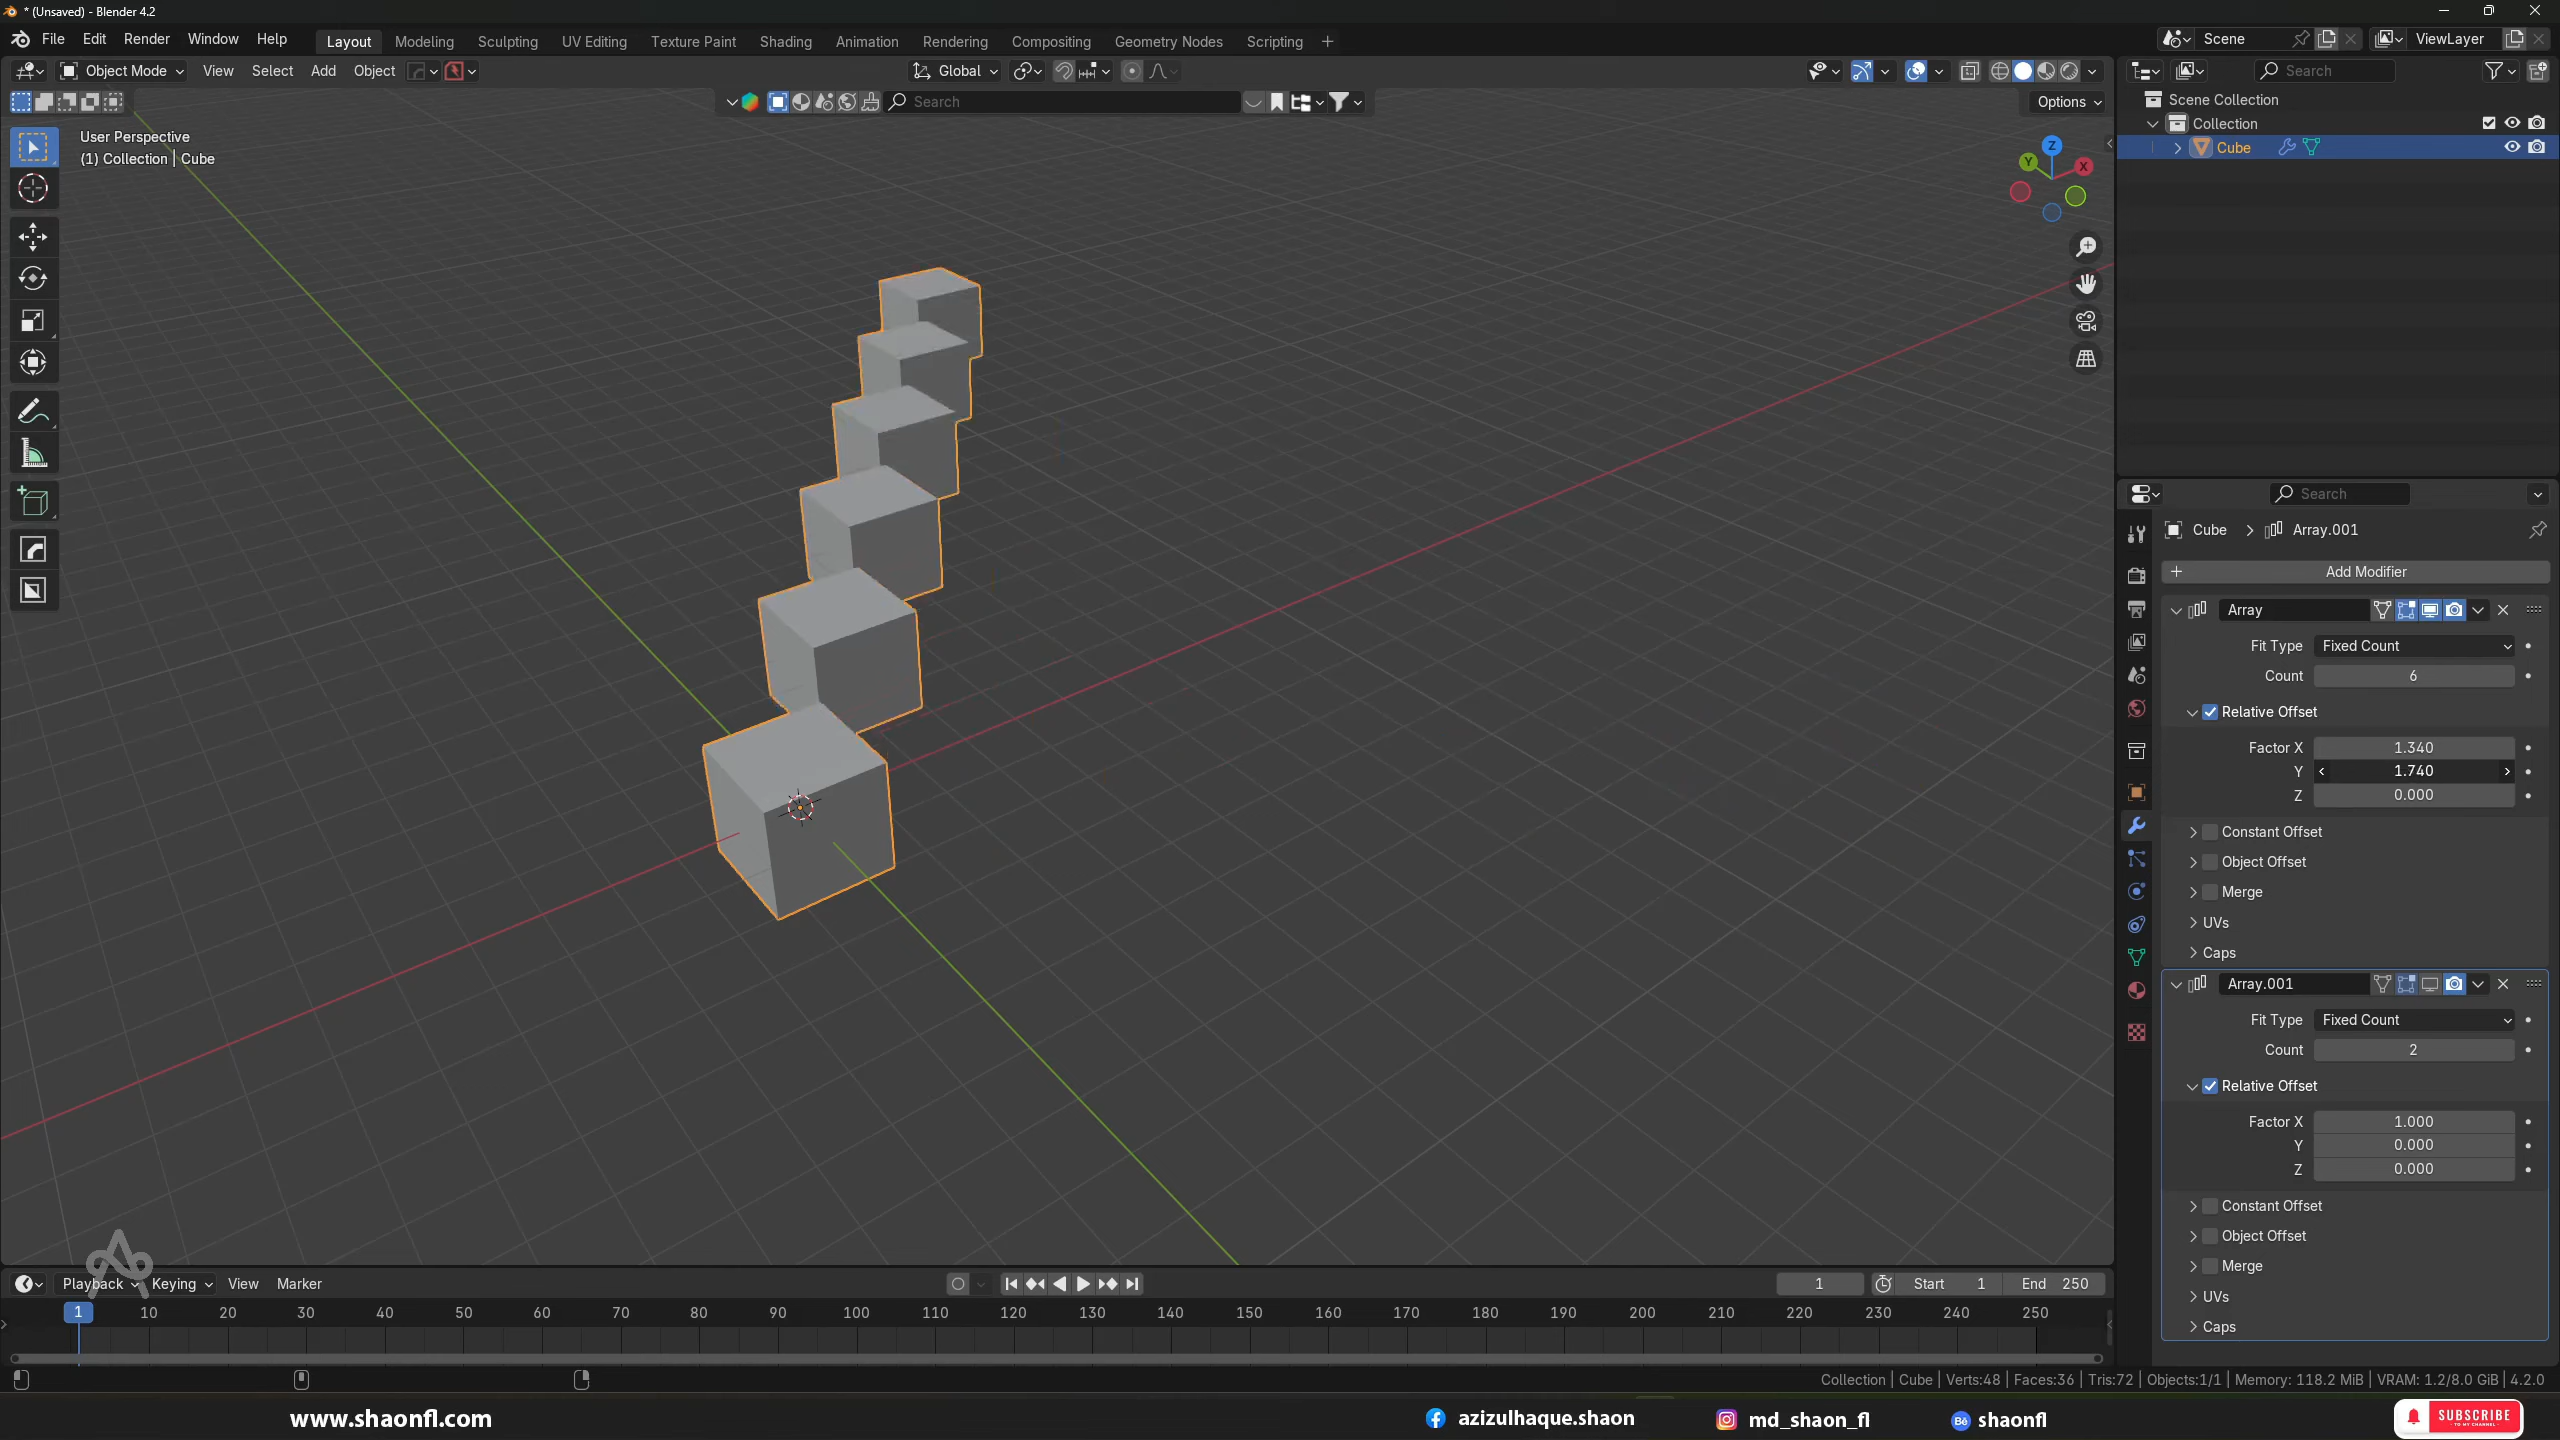 * (Unsaved) - Blender 4.2
File Edit Render Window Help
Layout Modeling Sculpting UV Editing Texture Paint Shading Animation Rendering Compositing Geometry Nodes Scripting +
Scene
ViewLayer
Object Mode View Select Add Object
Global
Search
Search
Options
User Perspective
(1) Collection | Cube
Z
Y
X
Scene Collection
Collection
Cube
Search
Cube > Array.001
+ Add Modifier
Array
Fit Type Fixed Count
Count 6
Relative Offset
Factor X 1.340
Y 1.740
Z 0.000
Constant Offset
Object Offset
Merge
UVs
Caps
Array.001
Fit Type Fixed Count
Count 2
Relative Offset
Factor X 1.000
Y 0.000
Z 0.000
Constant Offset
Object Offset
Merge
UVs
Caps
Playback Keying View Marker
1
Start 1
End 250
1 10 20 30 40 50 60 70 80 90 100 110 120 130 140 150 160 170 180 190 200 210 220 230 240 250
Collection | Cube | Verts:48 | Faces:36 | Tris:72 | Objects:1/1 | Memory: 118.2 MiB | VRAM: 1.2/8.0 GiB | 4.2.0
www.shaonfl.com
azizulhaque.shaon
md_shaon_fl
Bē shaonfl
SUBSCRIBE
TO MY CHANNEL